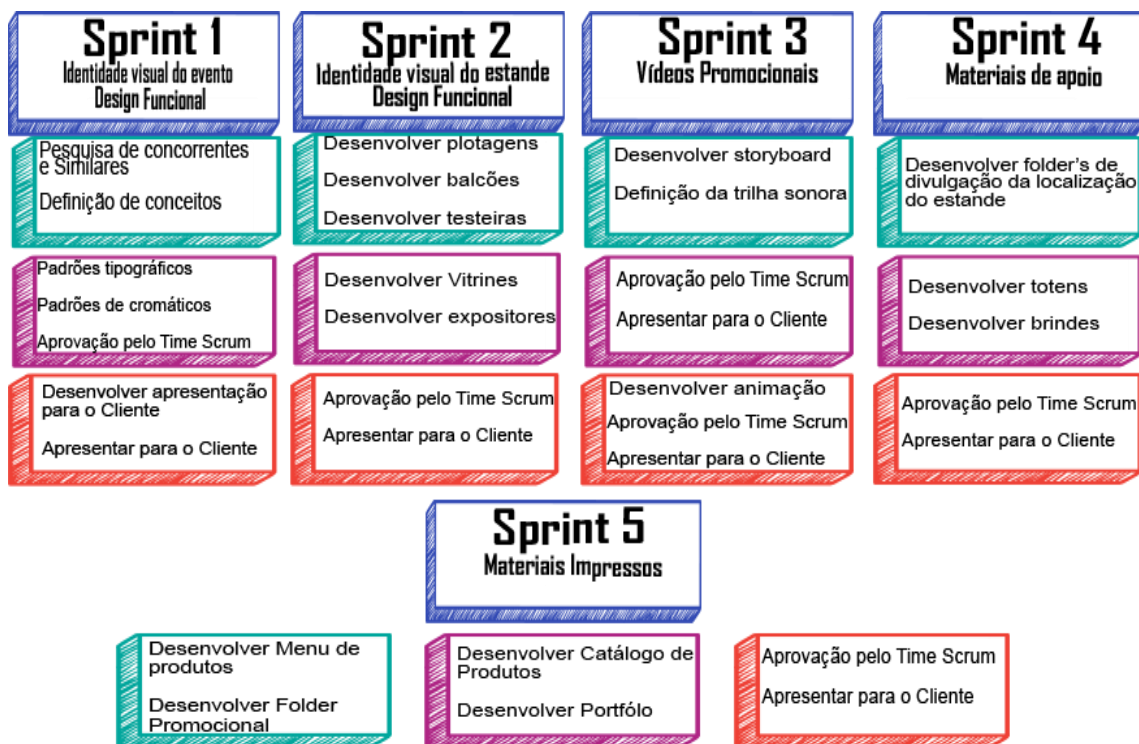 Sprint 1
Identidade visual do evento
Design Funcional
Pesquisa de concorrentes
e Similares
Definição de conceitos
Padrões tipográficos
Padrões de cromáticos
Aprovação pelo Time Scrum
Desenvolver apresentação
para o Cliente
Apresentar para o Cliente
Sprint 2
Identidade visual do estande
Design Funcional
Desenvolver plotagens
Desenvolver balcões
Desenvolver testeiras
Desenvolver Vitrines
Desenvolver expositores
Aprovação pelo Time Scrum
Apresentar para o Cliente
Sprint 3
Vídeos Promocionais
Desenvolver storyboard
Definição da trilha sonora
Aprovação pelo Time Scrum
Apresentar para o Cliente
Desenvolver animação
Aprovação pelo Time Scrum
Apresentar para o Cliente
Sprint 4
Materiais de apoio
Desenvolver folder's de
divulgação da localização
do estande
Desenvolver totens
Desenvolver brindes
Aprovação pelo Time Scrum
Apresentar para o Cliente
Sprint 5
Materiais Impressos
Desenvolver Menu de
produtos
Desenvolver Folder
Promocional
Desenvolver Catálogo de
Produtos
Desenvolver Portfólo
Aprovação pelo Time Scrum
Apresentar para o Cliente